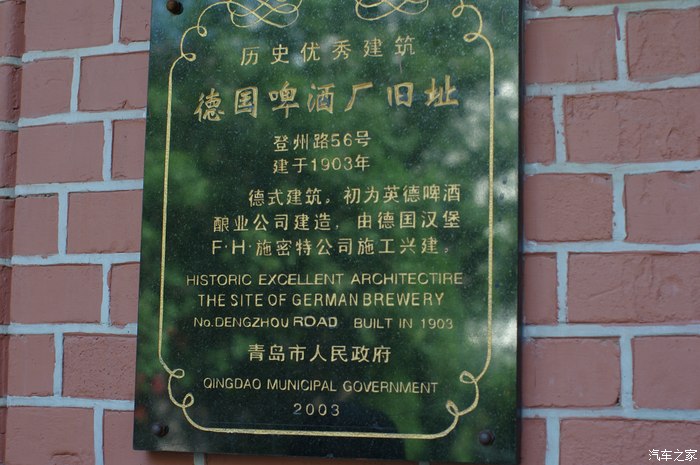 历史优秀建筑
德国啤酒厂旧址
登州路56号
建于1903年
德式建筑。初为英德啤酒
酿业公司建造，由德国汉堡
F·H·施密特公司施工兴建。
HISTORIC EXCELLENT ARCHITECTIRE
THE SITE OF GERMAN BREWERY
No.DENGZHOU ROAD BUILT IN 1903
青岛市人民政府
QINGDAO MUNICIPAL GOVERNMENT
2003
汽车之家